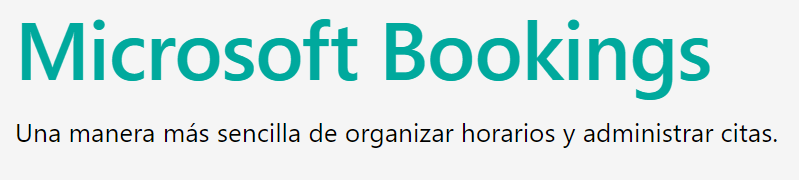 Microsoft Bookings
Una manera más sencilla de organizar horarios y administrar citas.